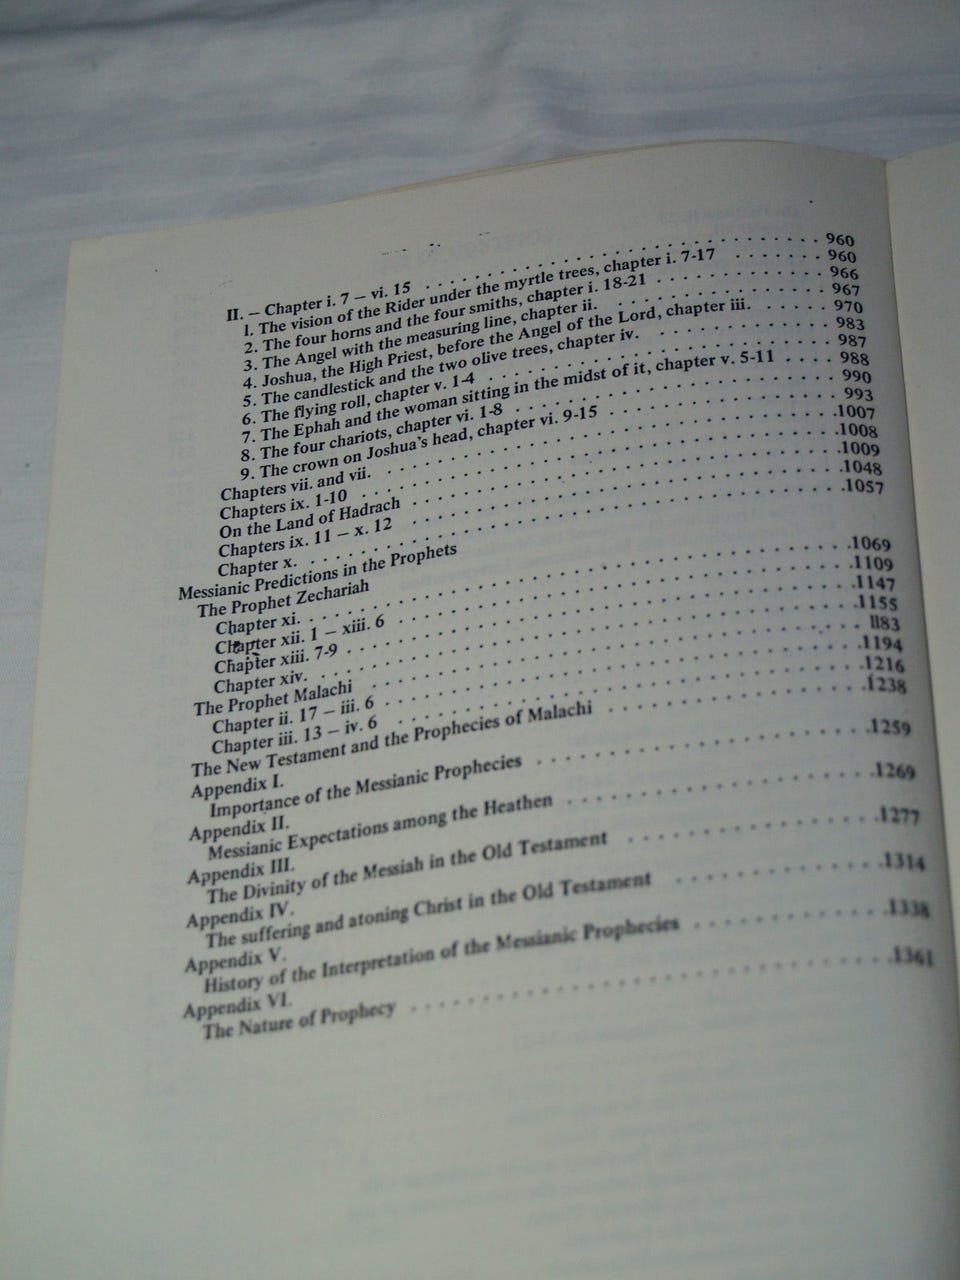 II. — Chapter i. 7 – vi. 15 . . . . . . . . . . 960
1. The vision of the Rider under the myrtle trees, chapter i. 7-17 . . . . . . . 960
2. The four horns and the four smiths, chapter i. 18-21 . . . . . . . . . . 966
3. The Angel with the measuring line, chapter ii. . . . . . . . . . . 967
4. Joshua, the High Priest, before the Angel of the Lord, chapter iii. . . . . . 970
5. The candlestick and the two olive trees, chapter iv. . . . . . . . . . . 983
6. The flying roll, chapter v. 1-4 . . . . . . . . . . 987
7. The Ephah and the woman sitting in the midst of it, chapter v. 5-11 . . . . 988
8. The four chariots, chapter vi. 1-8 . . . . . . . . . . 990
9. The crown on Joshua's head, chapter vi. 9-15 . . . . . . . . . . 993
Chapters vii. and vii. . . . . . . . . . . 1007
Chapters ix. 1-10 . . . . . . . . . . 1008
On the Land of Hadrach . . . . . . . . . . 1009
Chapters ix. 11 – x. 12 . . . . . . . . . . 1048
Chapter x. . . . . . . . . . . 1057
Messianic Predictions in the Prophets
The Prophet Zechariah
Chapter xi. . . . . . . . . . . 1069
Chapter xii. 1 – xiii. 6 . . . . . . . . . . 1109
Chapter xiii. 7-9 . . . . . . . . . . 1147
Chapter xiv. . . . . . . . . . . 1155
The Prophet Malachi . . . . . . . . . . 1183
Chapter ii. 17 – iii. 6 . . . . . . . . . . 1194
Chapter iii. 13 – iv. 6 . . . . . . . . . . 1216
The New Testament and the Prophecies of Malachi . . . . . . . . . . 1238
Appendix I.
Importance of the Messianic Prophecies . . . . . . . . . . 1259
Appendix II.
Messianic Expectations among the Heathen . . . . . . . . . . 1269
Appendix III.
The Divinity of the Messiah in the Old Testament . . . . . . . . . . 1277
Appendix IV.
The suffering and atoning Christ in the Old Testament . . . . . . . . . . 1314
Appendix V.
History of the Interpretation of the Messianic Prophecies . . . . . . . . . . 1338
Appendix VI.
The Nature of Prophecy . . . . . . . . . . 1361